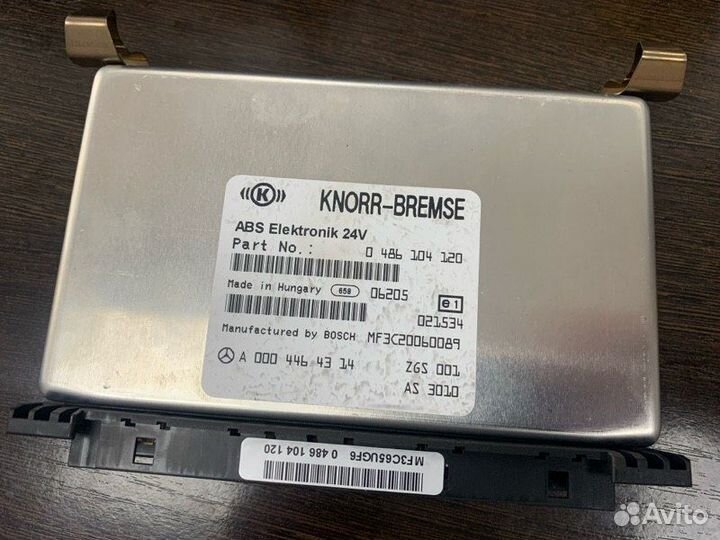 ((K)) KNORR-BREMSE
ABS Elektronik 24V
Part No.: 0 486 104 120
Made in Hungary 658 06205 e1
021534
Manufactured by BOSCH MF3C20060089
A 000 446 43 14 ZGS 001
AS 3010
MF3C65UGF6 0 486 104 120
Avito